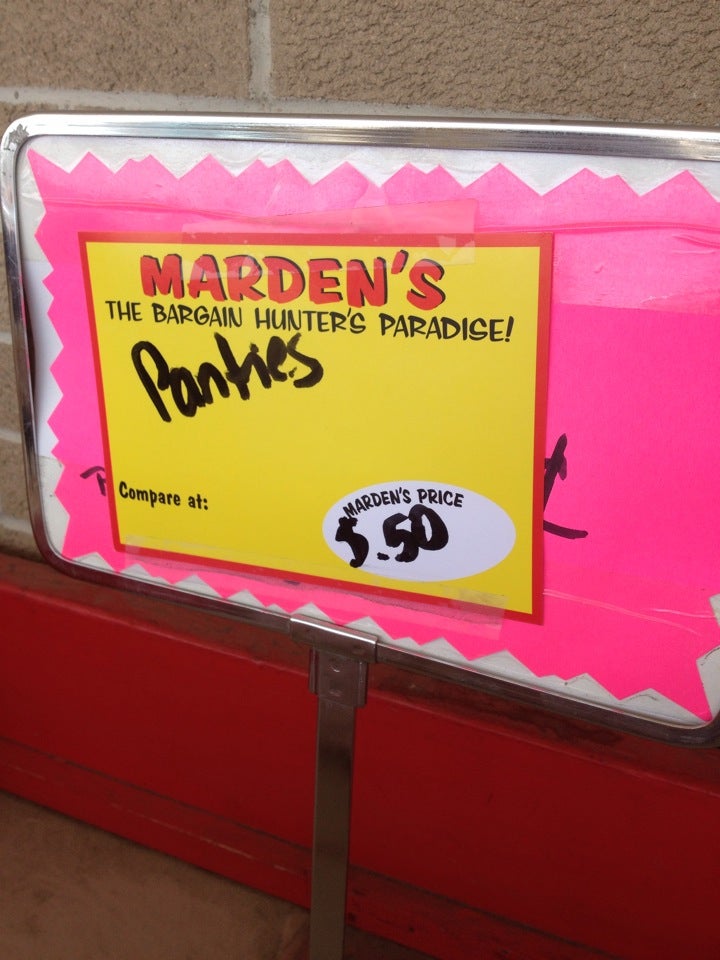 MARDEN'S
THE BARGAIN HUNTER'S PARADISE!
Panties
Compare at:
MARDEN'S PRICE
$.50